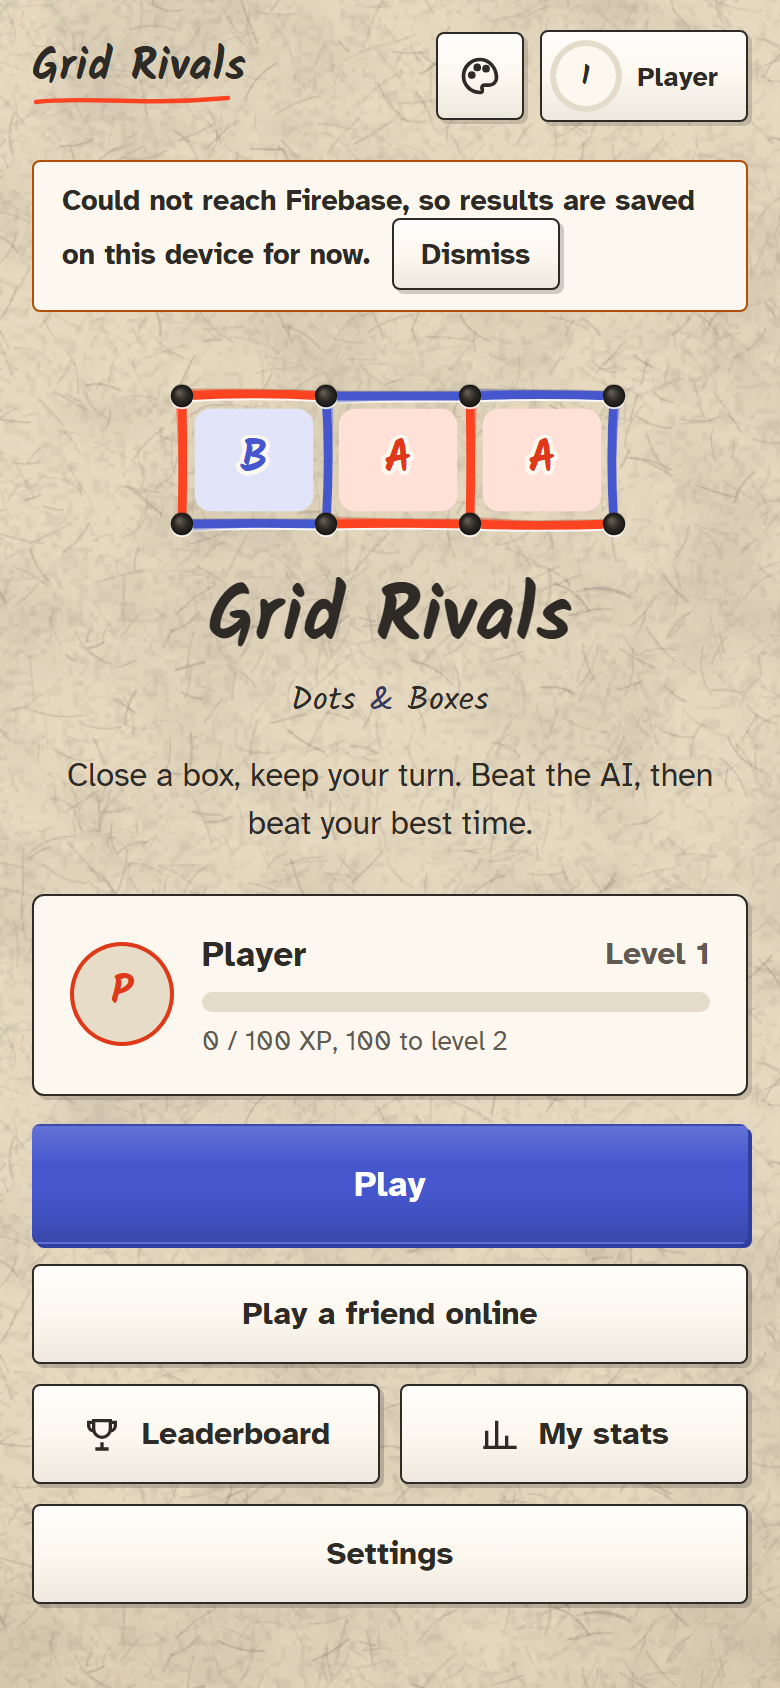 Grid Rivals
1
Player
Could not reach Firebase, so results are saved
on this device for now.
Dismiss
B
A
A
Grid Rivals
Dots & Boxes
Close a box, keep your turn. Beat the AI, then
beat your best time.
P
Player
Level 1
0 / 100 XP, 100 to level 2
Play
Play a friend online
Leaderboard
My stats
Settings